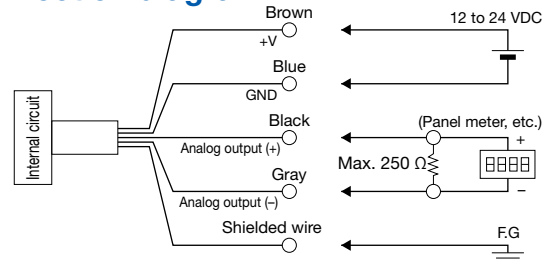 Brown
12 to 24 VDC
+V
Blue
GND
Internal circuit
Black
(Panel meter, etc.)
Analog output (+)
+
Max. 250 Ω
8888
Gray
Analog output (–)
–
Shielded wire
F.G